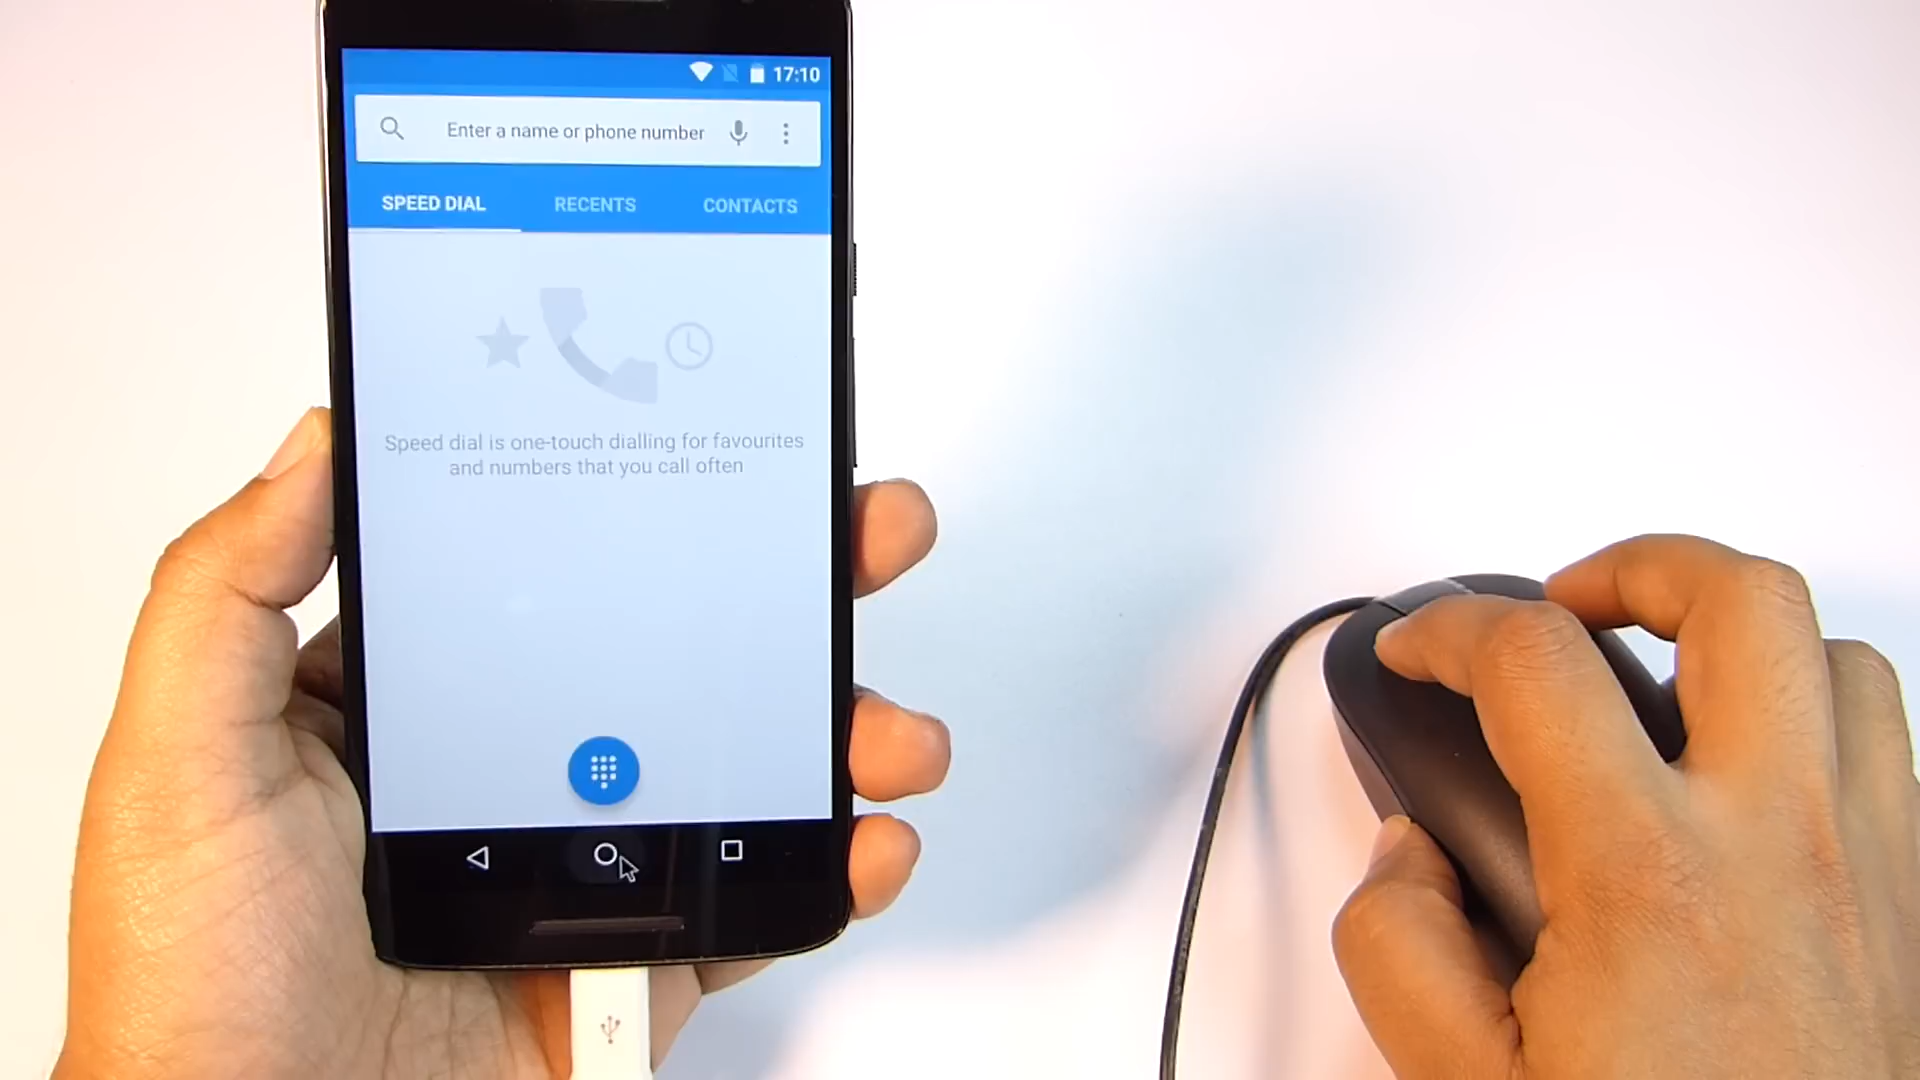 17:10
Enter a name or phone number
SPEED DIAL RECENTS CONTACTS
Speed dial is one-touch dialling for favourites
and numbers that you call often